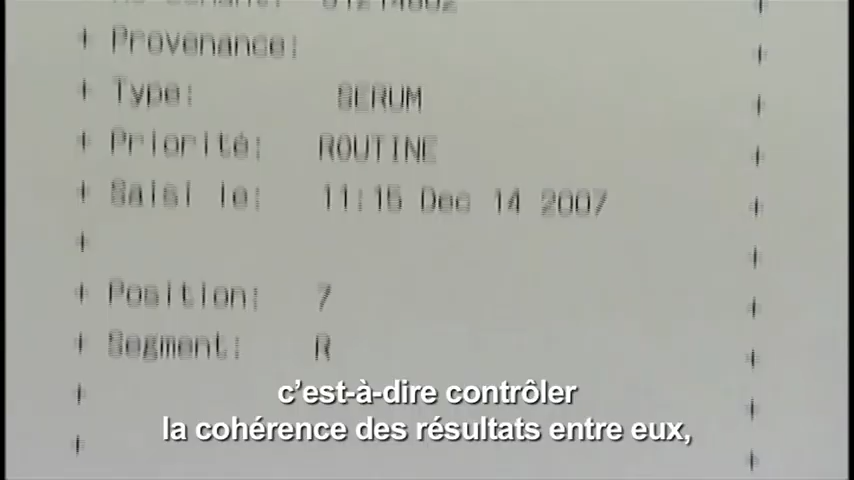 + Provenance: +
+ Type: SERUM +
+ Priorité: ROUTINE +
+ Saisi le: 11:15 Dec 14 2007 +
+ +
+ Position: 7 +
+ Segment: R +
+ +
+ +
c’est-à-dire contrôler
la cohérence des résultats entre eux,